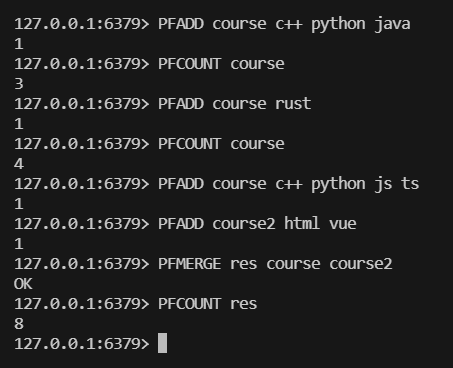 127.0.0.1:6379> PFADD course c++ python java
1
127.0.0.1:6379> PFCOUNT course
3
127.0.0.1:6379> PFADD course rust
1
127.0.0.1:6379> PFCOUNT course
4
127.0.0.1:6379> PFADD course c++ python js ts
1
127.0.0.1:6379> PFADD course2 html vue
1
127.0.0.1:6379> PFMERGE res course course2
OK
127.0.0.1:6379> PFCOUNT res
8
127.0.0.1:6379>